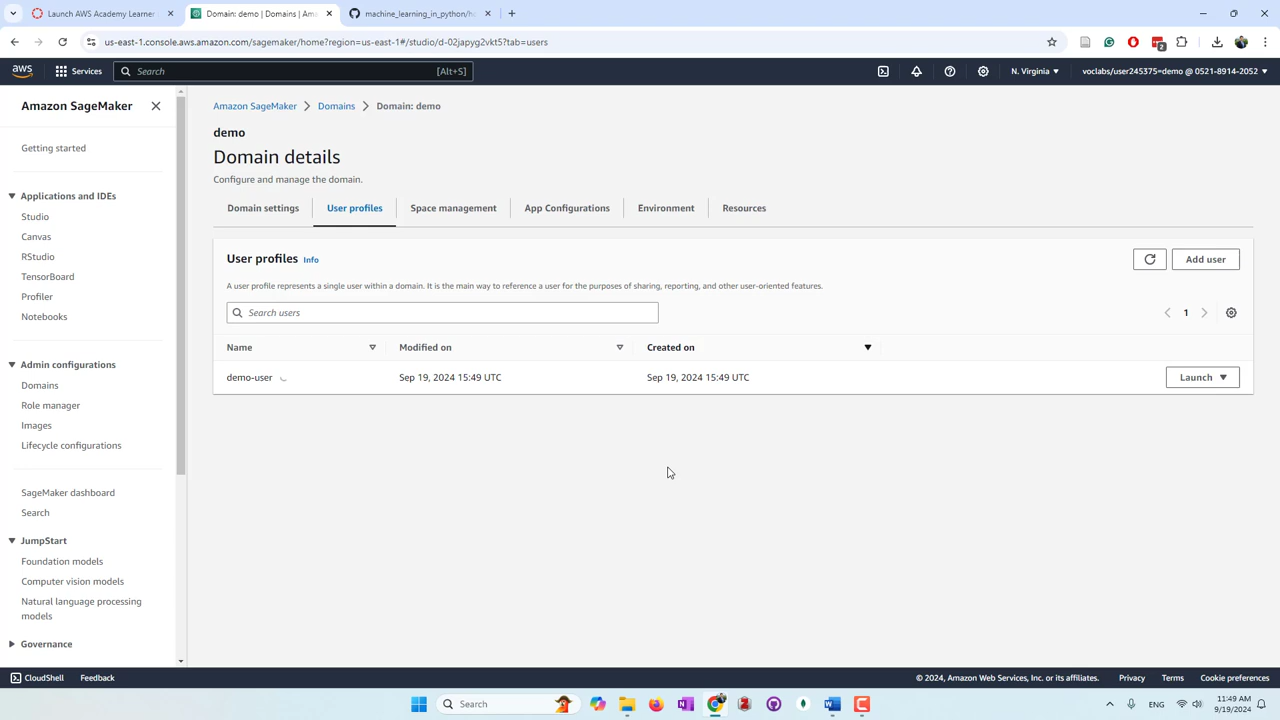 Launch AWS Academy Learner
Domain: demo | Domains | Ama
machine_learning_in_python/ha
us-east-1.console.aws.amazon.com/sagemaker/home?region=us-east-1#/studio/d-02japyg2vkt5?tab=users
2
aws
Services
Search
[Alt+S]
N. Virginia
voclabs/user245375=demo @ 0521-8914-2052
Amazon SageMaker
Amazon SageMaker
Domains
Domain: demo
demo
Domain details
Configure and manage the domain.
Getting started
Applications and IDEs
Studio
Canvas
RStudio
TensorBoard
Profiler
Notebooks
Admin configurations
Domains
Role manager
Images
Lifecycle configurations
SageMaker dashboard
Search
JumpStart
Foundation models
Computer vision models
Natural language processing
models
Governance
Domain settings
User profiles
Space management
App Configurations
Environment
Resources
User profiles Info
Add user
A user profile represents a single user within a domain. It is the main way to reference a user for the purposes of sharing, reporting, and other user-oriented features.
Search users
1
Name
Modified on
Created on
demo-user
Sep 19, 2024 15:49 UTC
Sep 19, 2024 15:49 UTC
Launch
CloudShell
Feedback
© 2024, Amazon Web Services, Inc. or its affiliates.
Privacy
Terms
Cookie preferences
Search
ENG
11:49 AM
9/19/2024